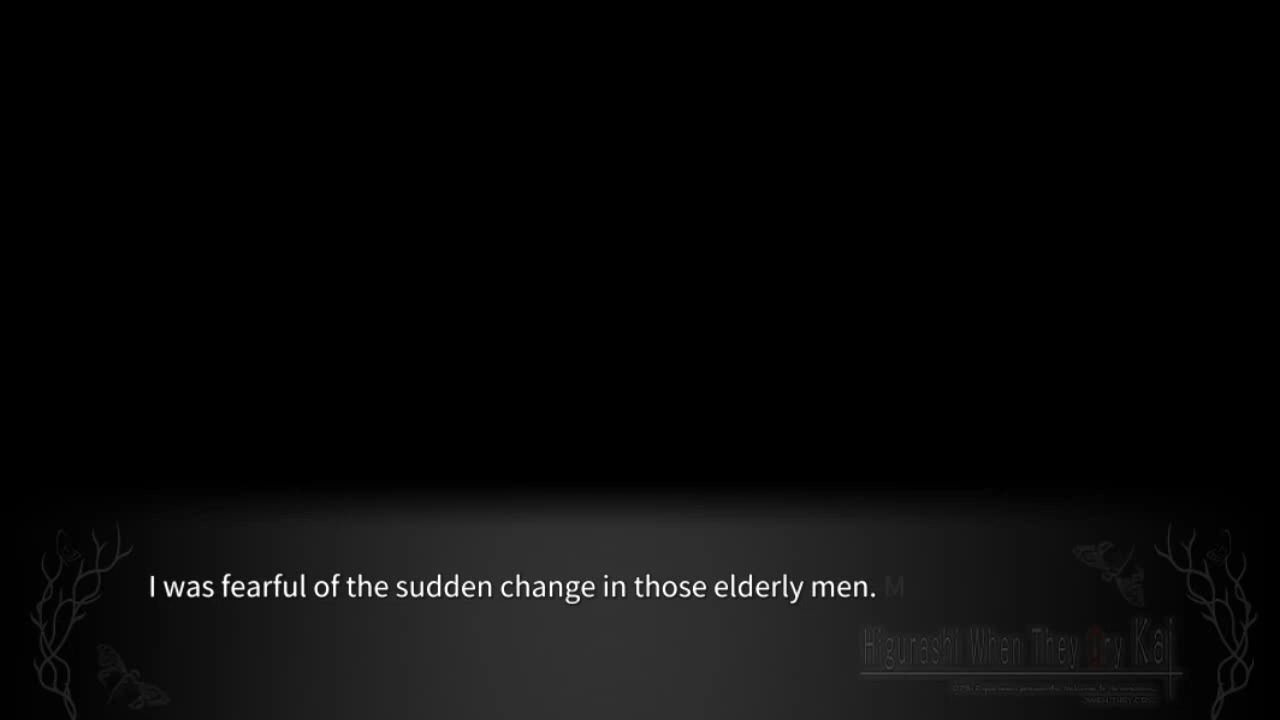 I was fearful of the sudden change in those elderly men. M
Higurashi When They Cry Kai